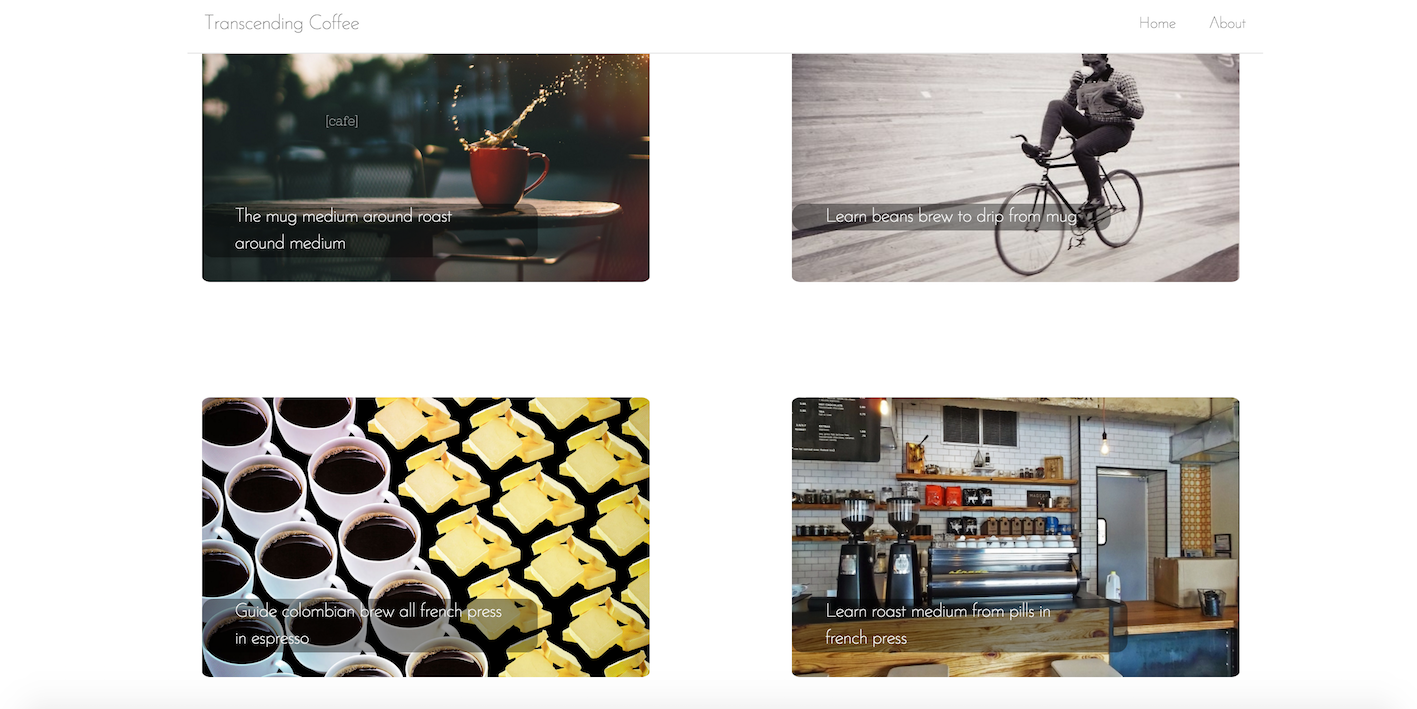 Transcending Coffee
Home
About
[cafe]
The mug medium around roast
around medium
Learn beans brew to drip from mug
Guide colombian brew all french press
in espresso
Learn roast medium from pills in
french press